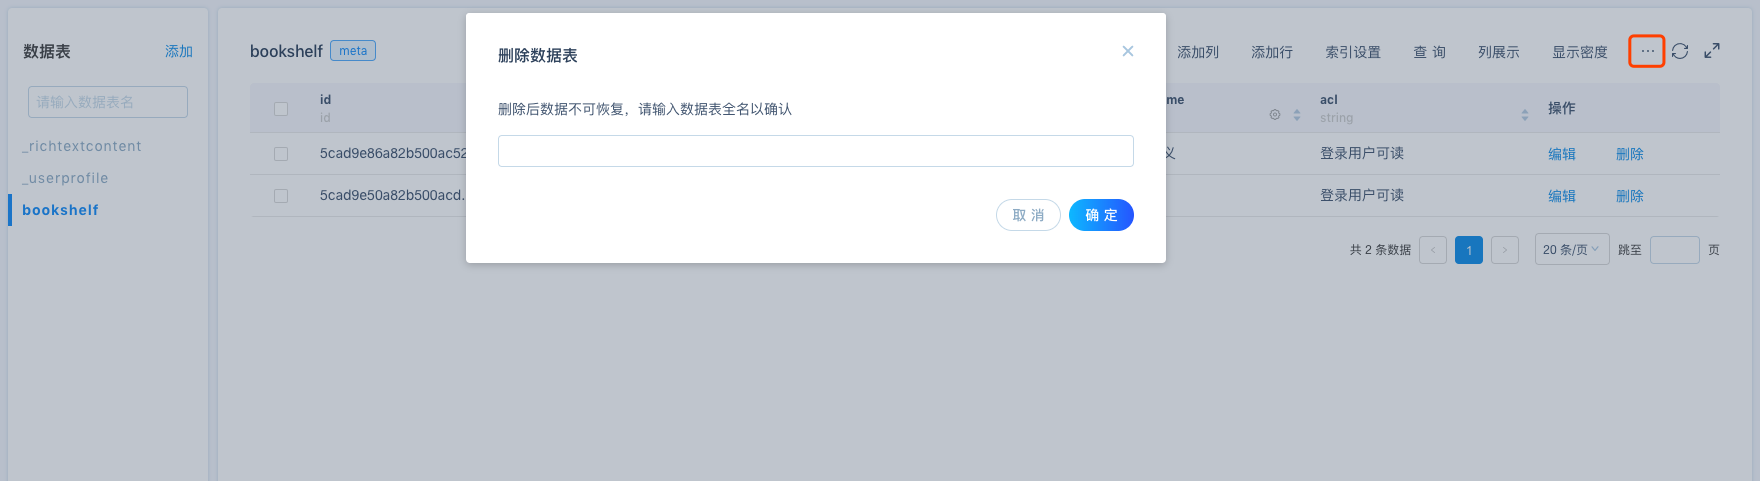 数据表 添加
请输入数据表名
_richtextcontent
_userprofile
bookshelf
bookshelf meta
添加列 添加行 索引设置 查 询 列展示 显示密度 ···
id
id
me
acl
string
操作
5cad9e86a82b500ac52
义
登录用户可读 编辑 删除
5cad9e50a82b500acd.
登录用户可读 编辑 删除
共 2 条数据 < 1 > 20 条/页 跳至 页
删除数据表
删除后数据不可恢复，请输入数据表全名以确认
取 消 确 定